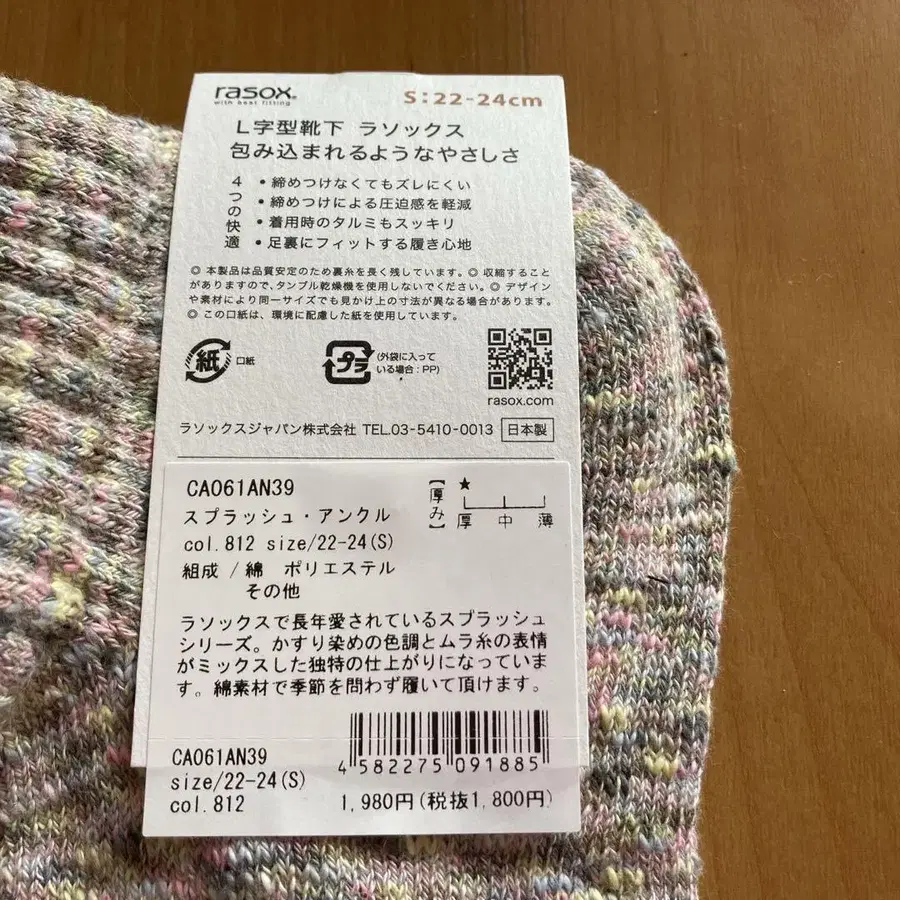 rasox®
with best fitting
S:22-24cm
L字型靴下 ラソックス
包み込まれるようなやさしさ
4つの快適
・締めつけなくてもズレにくい
・締めつけによる圧迫感を軽減
・着用時のタルミもスッキリ
・足裏にフィットする履き心地
◎ 本製品は品質安定のため裏糸を長く残しています。◎ 収縮すること
がありますので、タンブル乾燥機を使用しないでください。◎ デザイン
や素材により同一サイズでも見かけ上の寸法が異なる場合があります。
◎ この口紙は、環境に配慮した紙を使用しています。
紙 口紙
プラ (外袋に入って
いる場合:PP)
rasox.com
ラソックスジャパン株式会社 TEL.03-5410-0013 日本製
CA061AN39
【厚み】
★
厚 中 薄
スプラッシュ・アンクル
col.812 size/22-24(S)
組成 / 綿 ポリエステル
その他
ラソックスで長年愛されているスプラッシュ
シリーズ。かすり染めの色調とムラ糸の表情
がミックスした独特の仕上がりになっていま
す。綿素材で季節を問わず履いて頂けます。
CA061AN39
size/22-24(S)
col.812
4 582275 091885
1,980円(税抜1,800円)